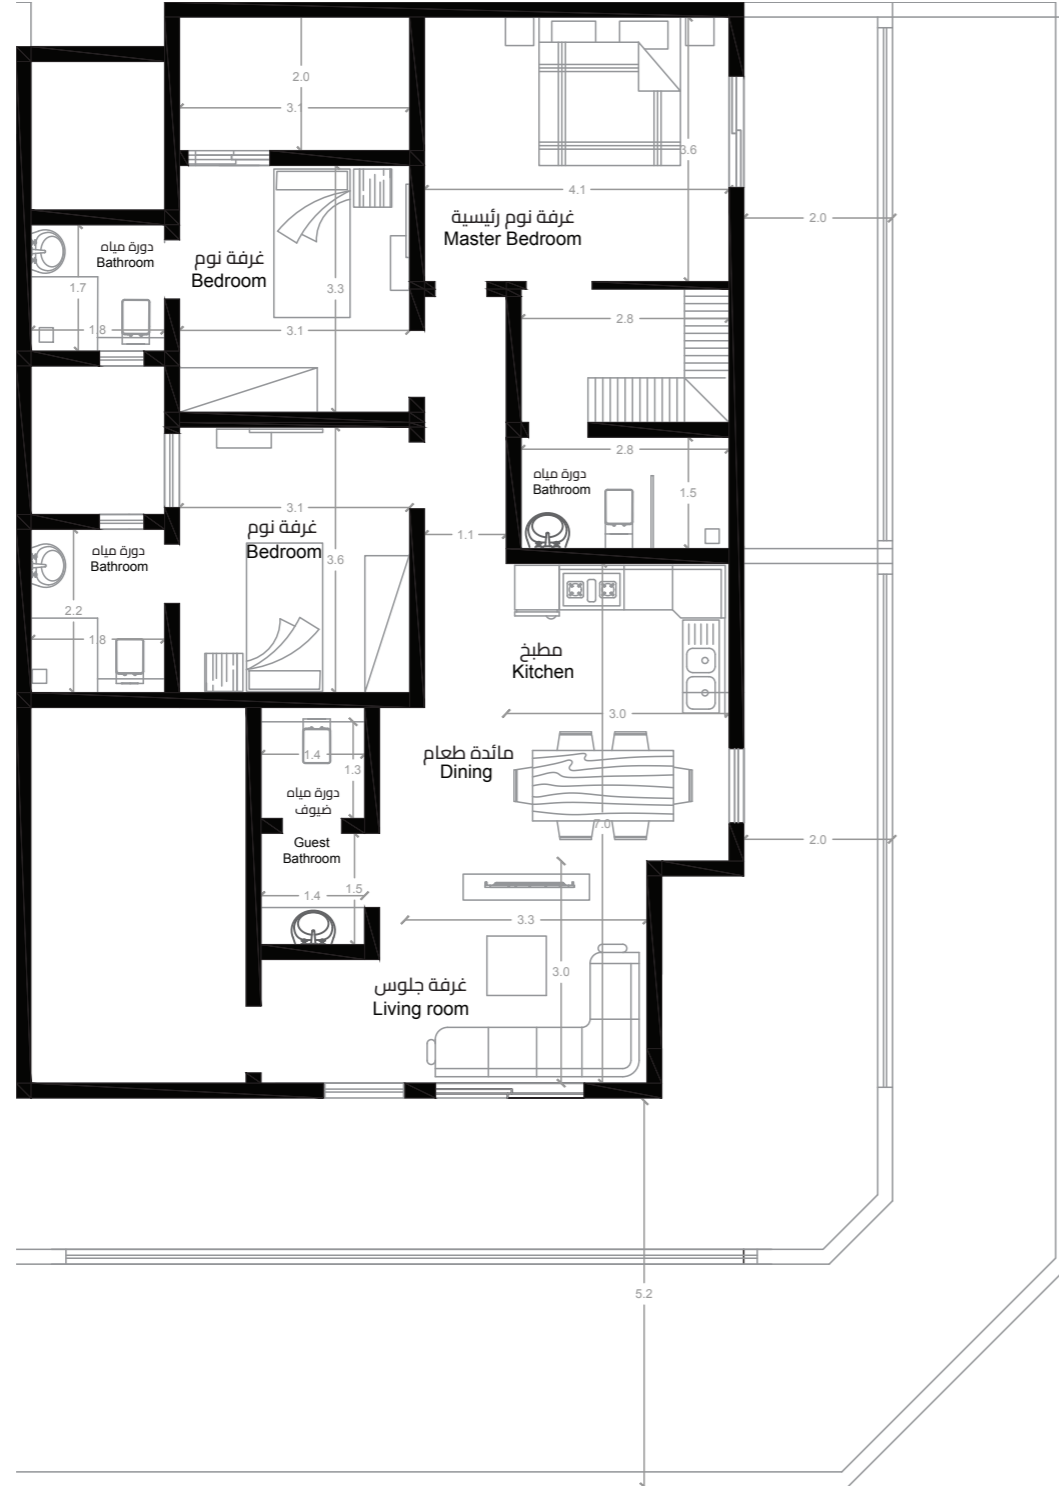 2.0
3.1
3.6
4.1
غرفة نوم رئيسية
Master Bedroom
2.0
دورة مياه
Bathroom
غرفة نوم
Bedroom
1.7
3.3
1.8
3.1
2.8
2.8
دورة مياه
Bathroom
1.5
3.1
غرفة نوم
Bedroom
1.1
دورة مياه
Bathroom
3.6
2.2
1.8
مطبخ
Kitchen
3.0
مائدة طعام
Dining
1.4
1.3
دورة مياه
ضيوف
Guest
Bathroom
7.0
2.0
1.4
1.5
3.3
3.0
غرفة جلوس
Living room
5.2